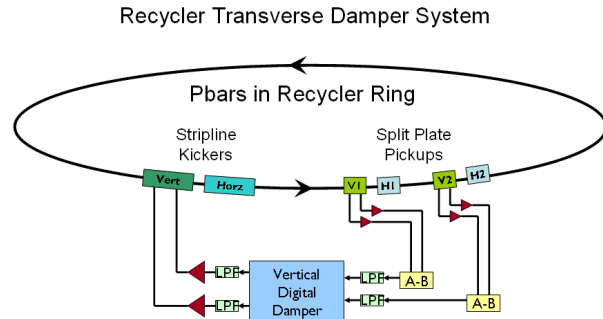 Recycler Transverse Damper System
Pbars in Recycler Ring
Stripline
Kickers
Split Plate
Pickups
Vert
Horz
V1
H1
V2
H2
LPF
Vertical
Digital
Damper
LPF
A-B
LPF
LPF
A-B